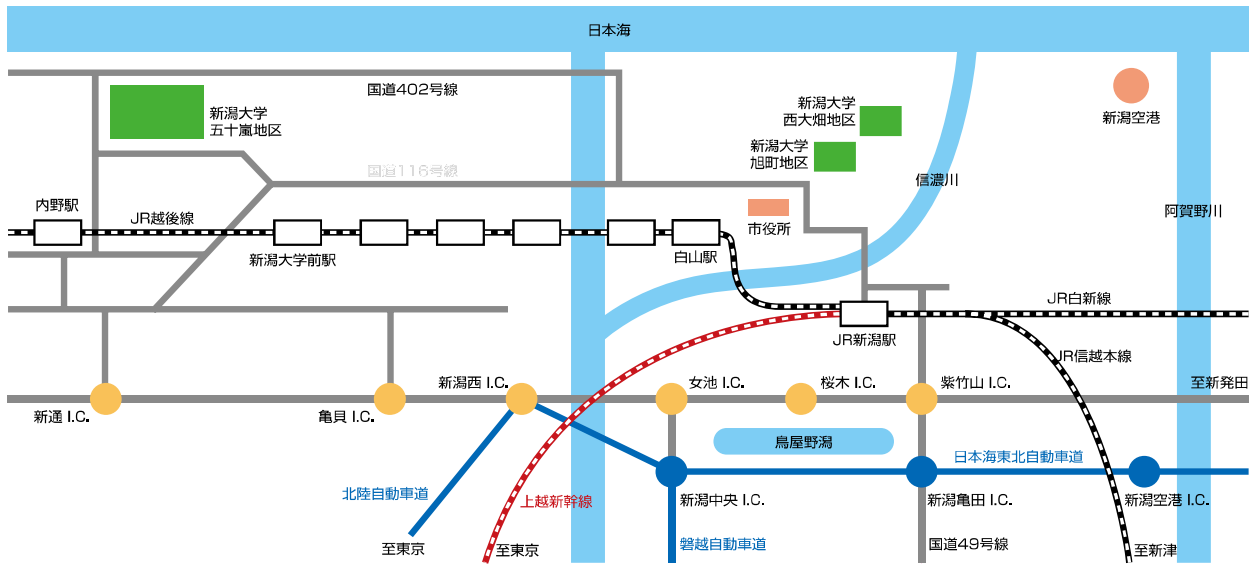 日本海
国道402号線
新潟大学
五十嵐地区
新潟大学
西大畑地区
新潟大学
旭町地区
新潟空港
国道116号線
信濃川
内野駅
JR越後線
市役所
阿賀野川
新潟大学前駅
白山駅
JR白新線
JR新潟駅
JR信越本線
新潟西 I.C.
女池 I.C.
桜木 I.C.
紫竹山 I.C.
至新発田
新通 I.C.
亀貝 I.C.
鳥屋野潟
日本海東北自動車道
北陸自動車道
上越新幹線
新潟中央 I.C.
新潟亀田 I.C.
新潟空港 I.C.
至東京
至東京
磐越自動車道
国道49号線
至新津